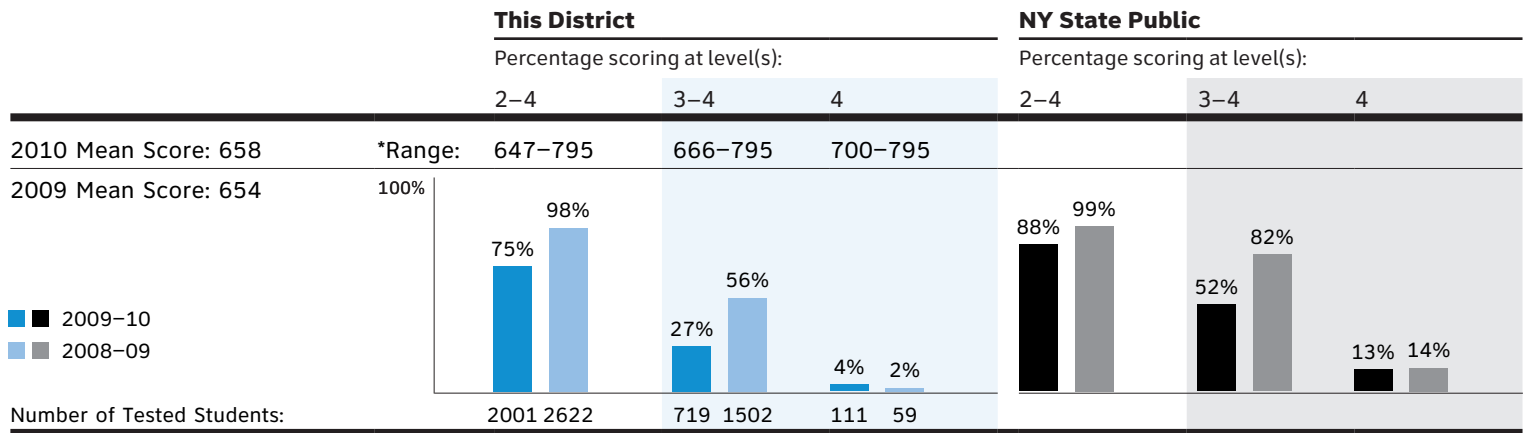 This District NY State Public
Percentage scoring at level(s): Percentage scoring at level(s):
2–4 3–4 4 2–4 3–4 4
2010 Mean Score: 658 *Range: 647–795 666–795 700–795
2009 Mean Score: 654 100%
98% 99%
75% 88%
82%
56% 52%
27%
4% 2% 13% 14%
2009–10
2008–09
Number of Tested Students: 2001 2622 719 1502 111 59